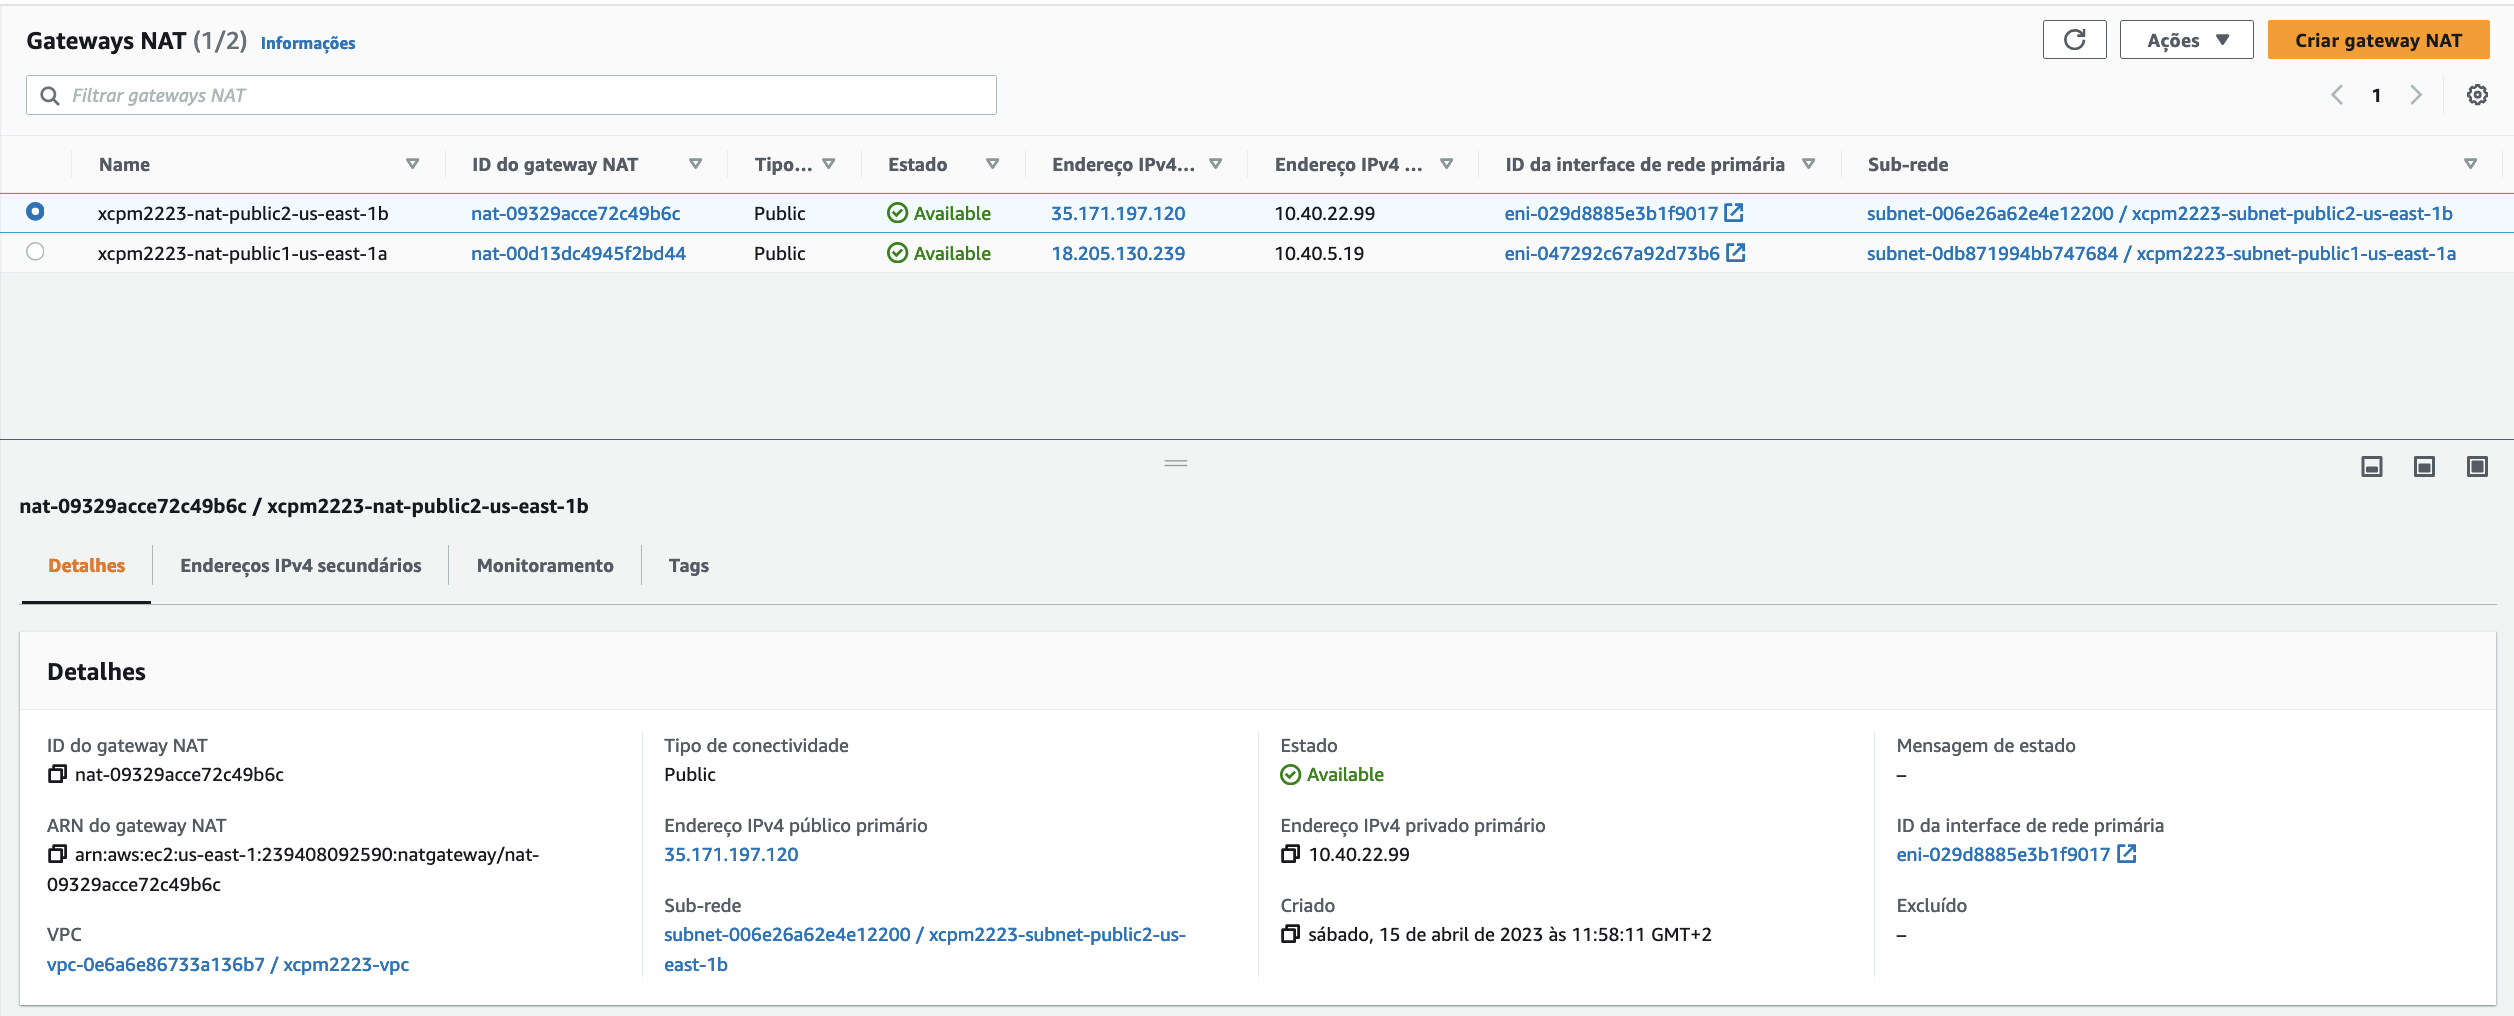 Gateways NAT (1/2) Informações
Ações
Criar gateway NAT
Filtrar gateways NAT
1
Name ID do gateway NAT Tipo... Estado Endereço IPv4... Endereço IPv4 ... ID da interface de rede primária Sub-rede
xcpm2223-nat-public2-us-east-1b nat-09329acce72c49b6c Public Available 35.171.197.120 10.40.22.99 eni-029d8885e3b1f9017 subnet-006e26a62e4e12200 / xcpm2223-subnet-public2-us-east-1b
xcpm2223-nat-public1-us-east-1a nat-00d13dc4945f2bd44 Public Available 18.205.130.239 10.40.5.19 eni-047292c67a92d73b6 subnet-0db871994bb747684 / xcpm2223-subnet-public1-us-east-1a
nat-09329acce72c49b6c / xcpm2223-nat-public2-us-east-1b
Detalhes Endereços IPv4 secundários Monitoramento Tags
Detalhes
ID do gateway NAT
nat-09329acce72c49b6c
ARN do gateway NAT
arn:aws:ec2:us-east-1:239408092590:natgateway/nat-
09329acce72c49b6c
VPC
vpc-0e6a6e86733a136b7 / xcpm2223-vpc
Tipo de conectividade
Public
Endereço IPv4 público primário
35.171.197.120
Sub-rede
subnet-006e26a62e4e12200 / xcpm2223-subnet-public2-us-
east-1b
Estado
Available
Endereço IPv4 privado primário
10.40.22.99
Criado
sábado, 15 de abril de 2023 às 11:58:11 GMT+2
Mensagem de estado
–
ID da interface de rede primária
eni-029d8885e3b1f9017
Excluído
–